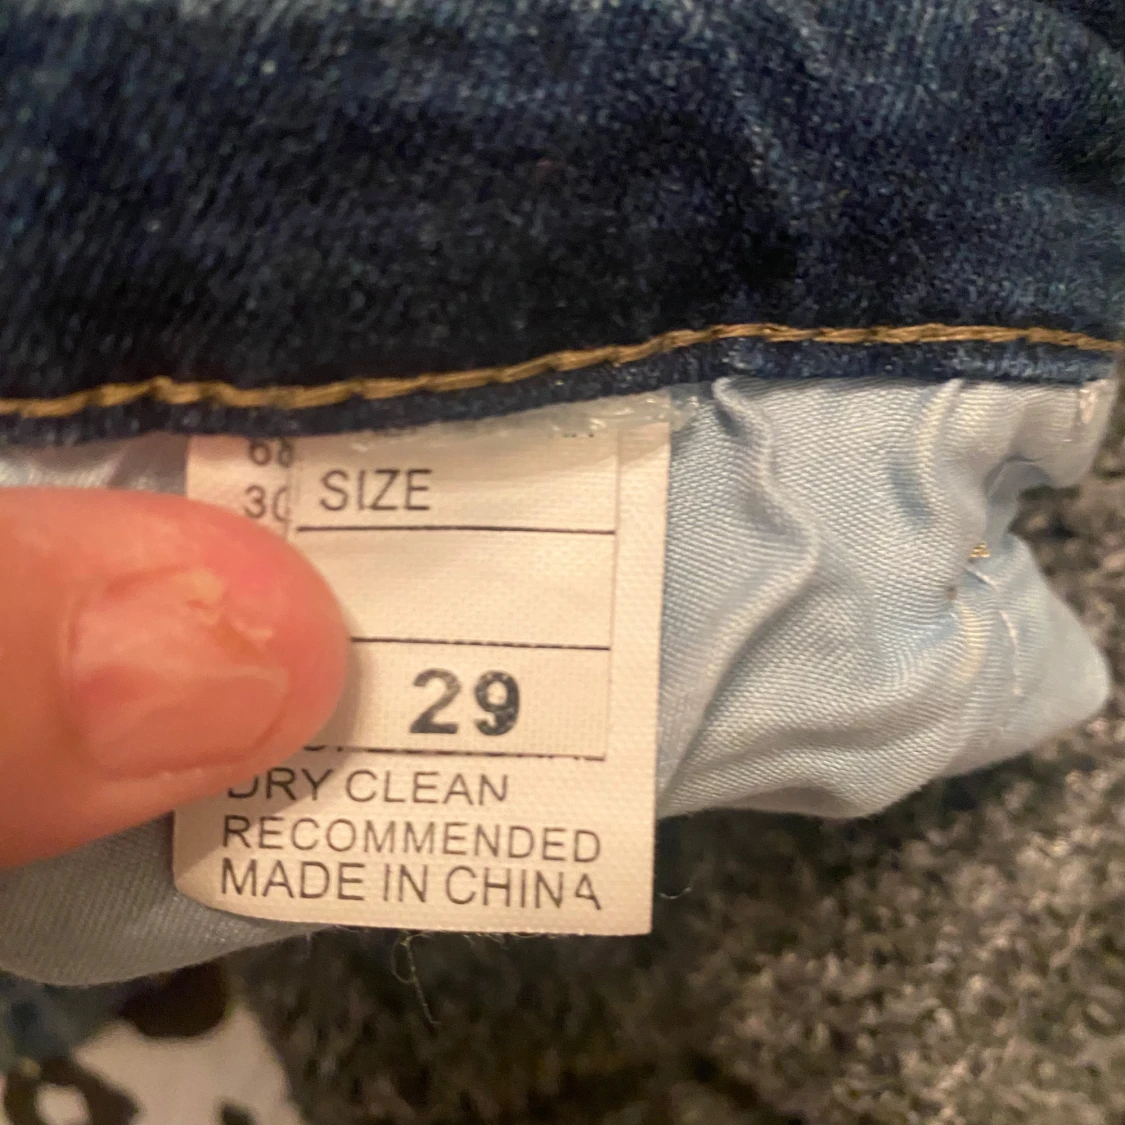 SIZE
29
DRY CLEAN
RECOMMENDED
MADE IN CHINA